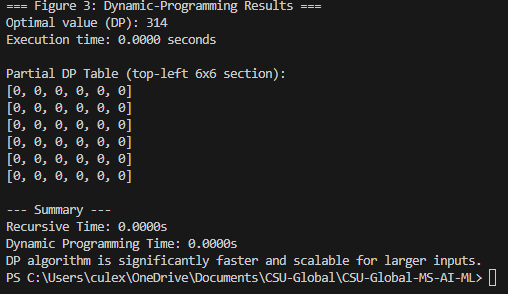 === Figure 3: Dynamic-Programming Results ===
Optimal value (DP): 314
Execution time: 0.0000 seconds
Partial DP Table (top-left 6x6 section):
[0, 0, 0, 0, 0, 0]
[0, 0, 0, 0, 0, 0]
[0, 0, 0, 0, 0, 0]
[0, 0, 0, 0, 0, 0]
[0, 0, 0, 0, 0, 0]
[0, 0, 0, 0, 0, 0]
--- Summary ---
Recursive Time: 0.0000s
Dynamic Programming Time: 0.0000s
DP algorithm is significantly faster and scalable for larger inputs.
PS C:\Users\culex\OneDrive\Documents\CSU-Global\CSU-Global-MS-AI-ML>